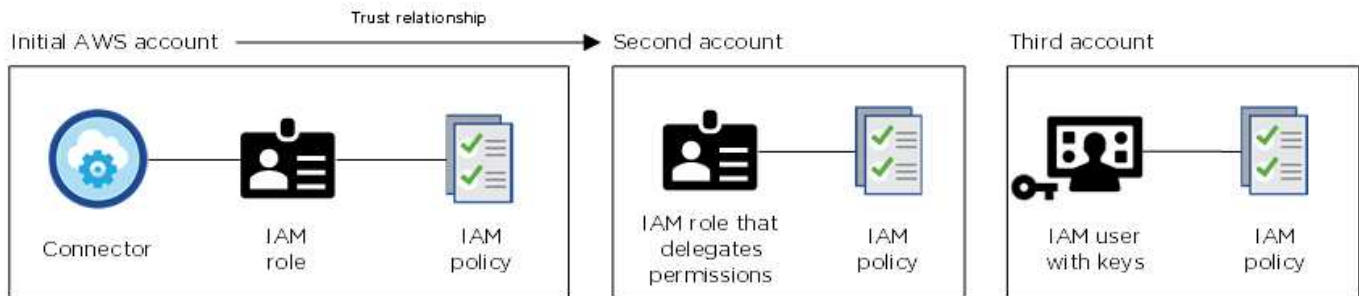 Trust relationship
Initial AWS account
Second account
Third account
Connector
IAM
role
IAM
policy
IAM role that
delegates
permissions
IAM
policy
IAM user
with keys
IAM
policy